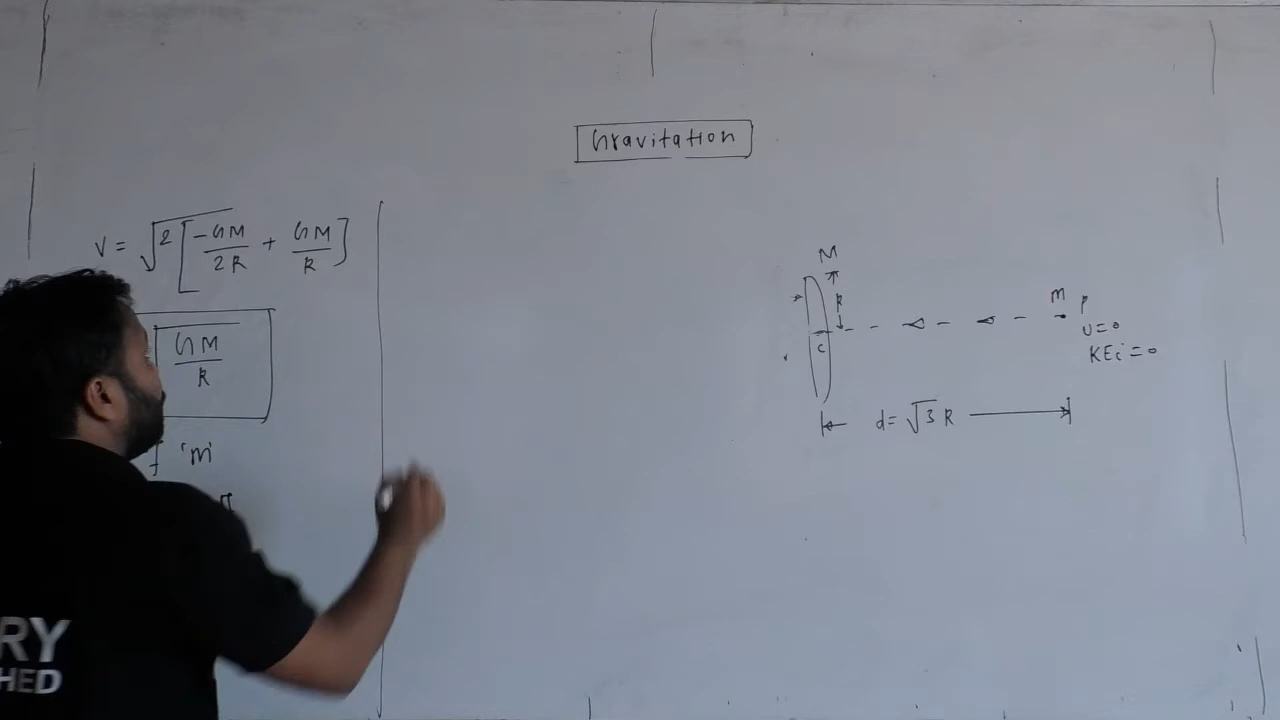 Gravitation
V = √2 [ -GM/2R + GM/R ]
√ GM/R
f 'm'
M
R
C
m P
U=0
KEi = 0
d = √3 R
RY
HED